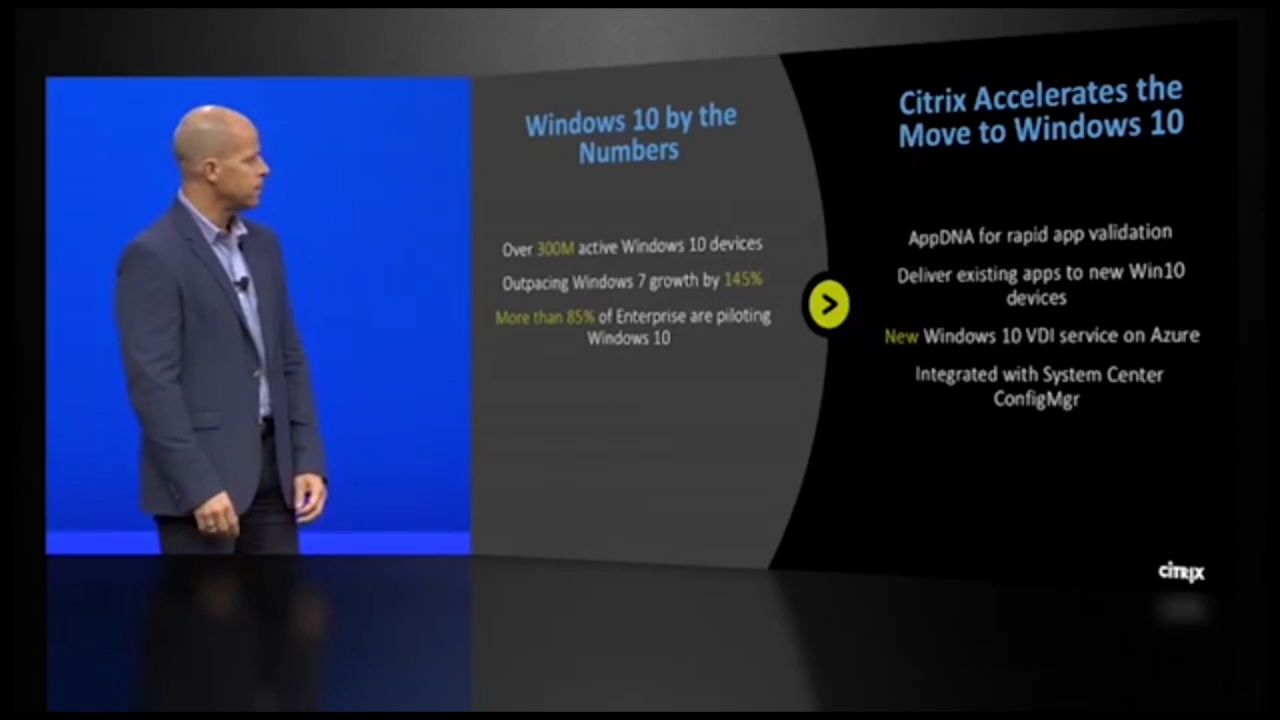 Windows 10 by the
Numbers
Over 300M active Windows 10 devices
Outpacing Windows 7 growth by 145%
More than 85% of Enterprise are piloting
Windows 10
Citrix Accelerates the
Move to Windows 10
AppDNA for rapid app validation
Deliver existing apps to new Win10
devices
New Windows 10 VDI service on Azure
Integrated with System Center
ConfigMgr
CİTRIX